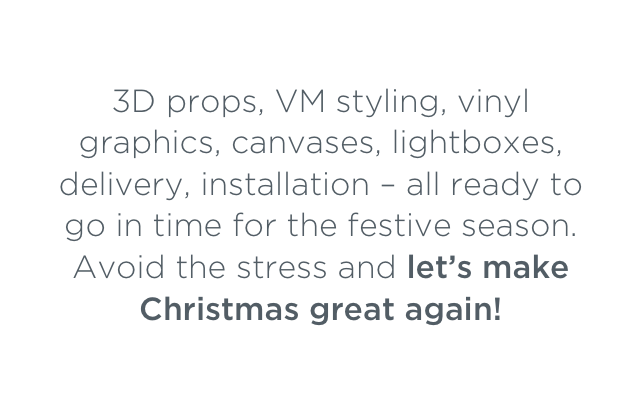 3D props, VM styling, vinyl
graphics, canvases, lightboxes,
delivery, installation – all ready to
go in time for the festive season.
Avoid the stress and let’s make
Christmas great again!